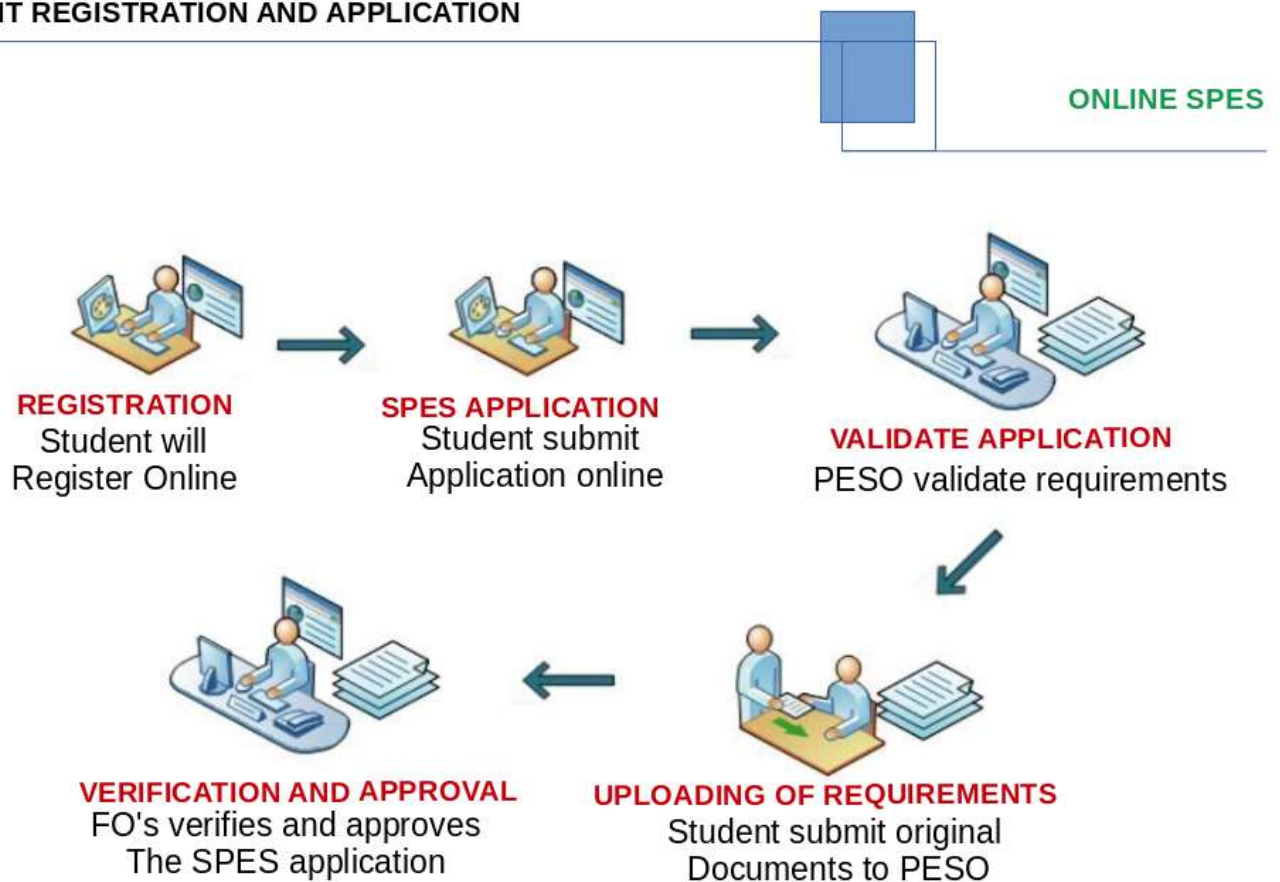 NT REGISTRATION AND APPLICATION
ONLINE SPES
REGISTRATION
Student will
Register Online
SPES APPLICATION
Student submit
Application online
VALIDATE APPLICATION
PESO validate requirements
VERIFICATION AND APPROVAL
FO's verifies and approves
The SPES application
UPLOADING OF REQUIREMENTS
Student submit original
Documents to PESO